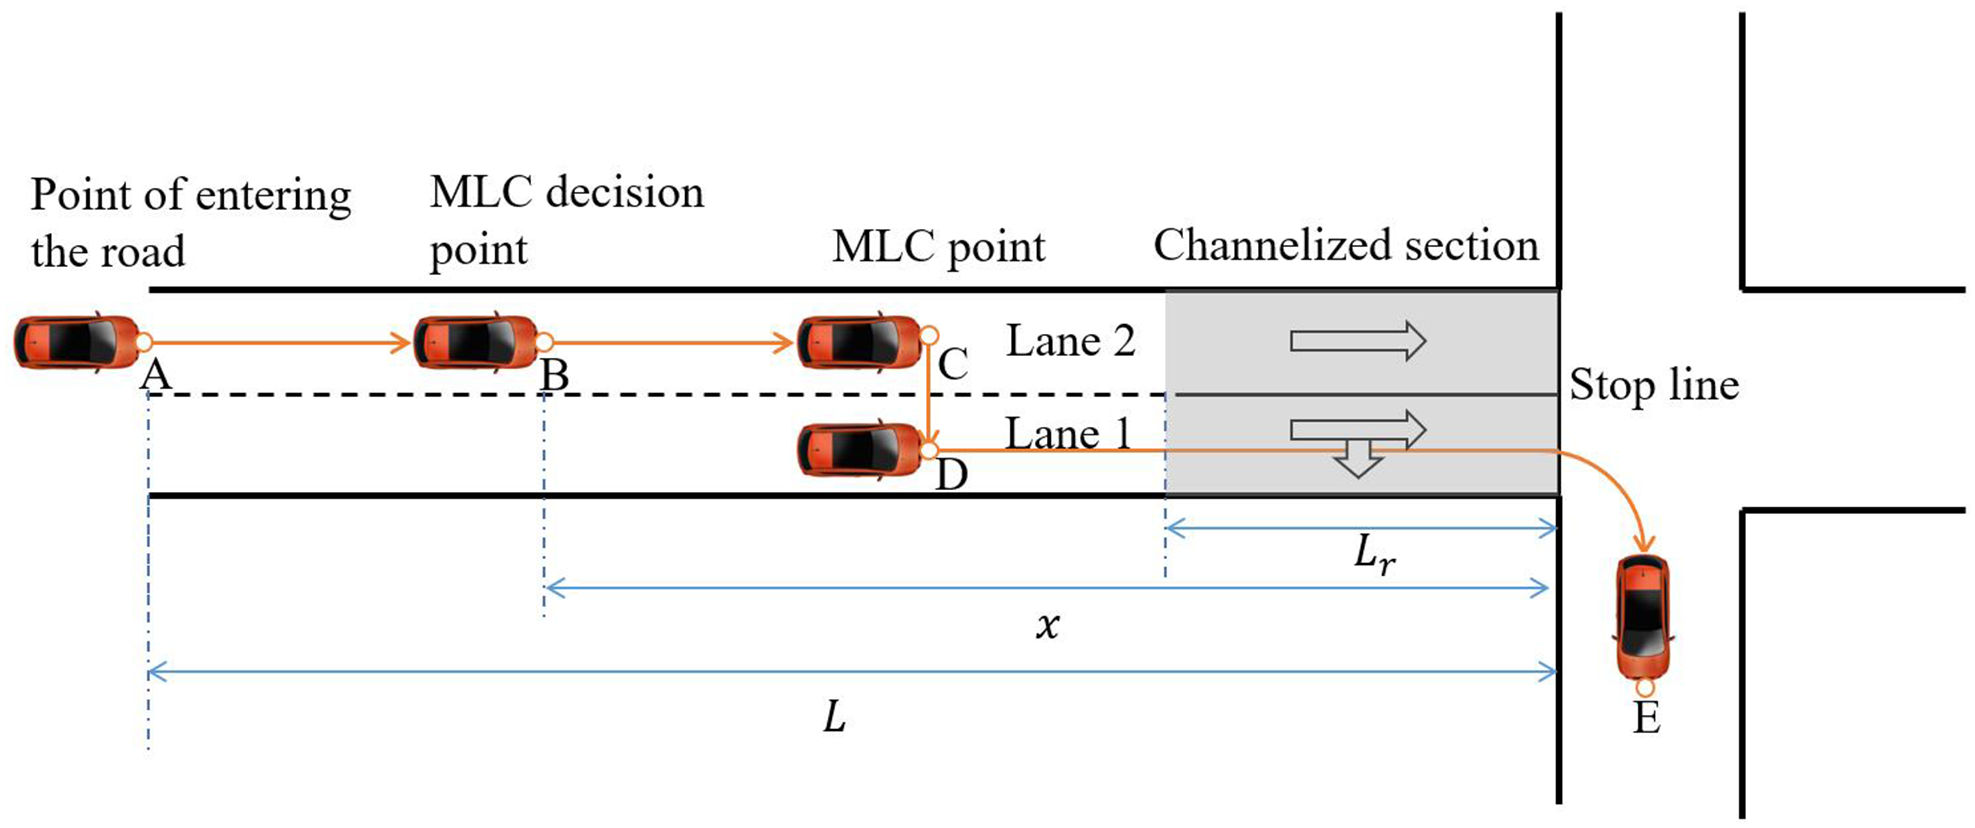 Point of entering
the road
MLC decision
point
MLC point
Channelized section
A
B
C
Lane 2
Stop line
Lane 1
D
L_r
x
L
E